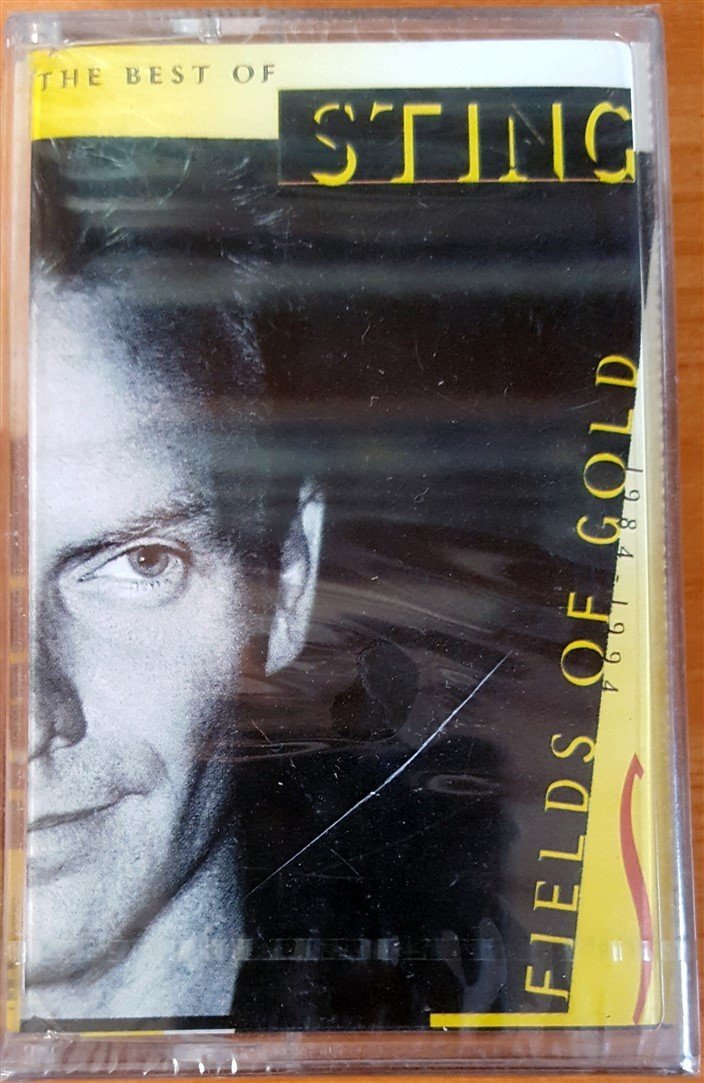 THE BEST OF
STING
FIELDS OF GOLD
1984-1994